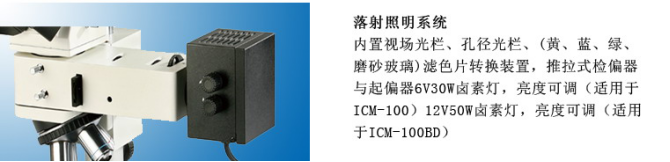 落射照明系统
内置视场光栏、孔径光栏、(黄、蓝、绿、
磨砂玻璃)滤色片转换装置，推拉式检偏器
与起偏器6V30W卤素灯，亮度可调（适用于
ICM-100）12V50W卤素灯，亮度可调（适用
于ICM-100BD）